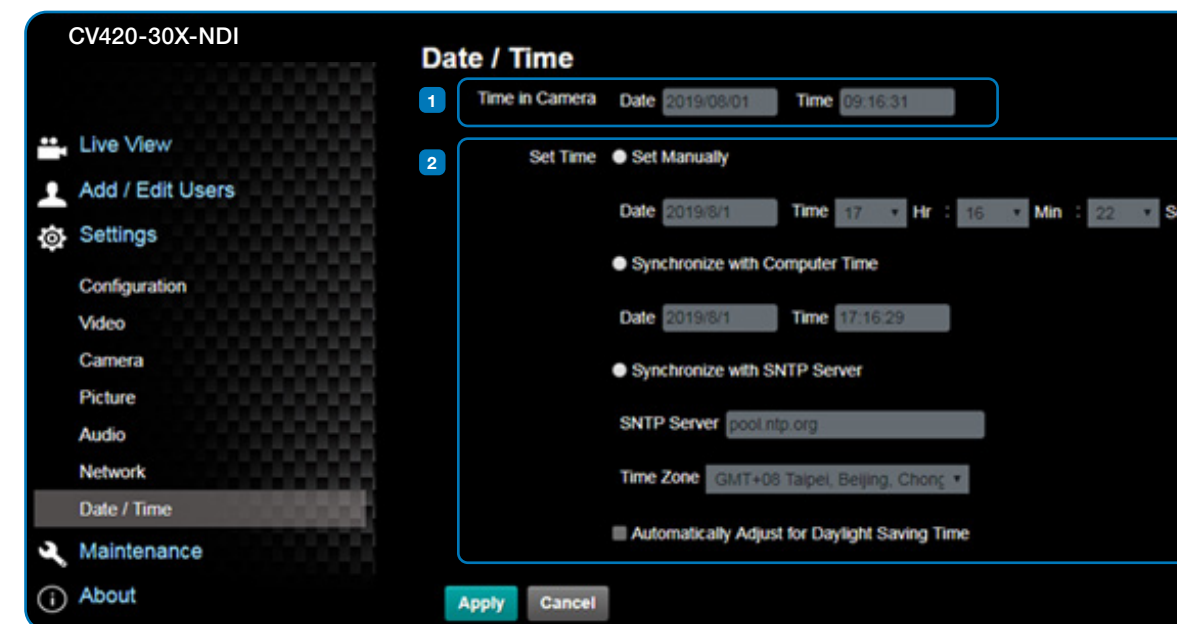 CV420-30X-NDI
Live View
Add / Edit Users
Settings
Configuration
Video
Camera
Picture
Audio
Network
Date / Time
Maintenance
About
Date / Time
1 Time in Camera Date 2019/08/01 Time 09:16:31
2 Set Time Set Manually
Date 2019/8/1 Time 17 Hr : 16 Min : 22 S
Synchronize with Computer Time
Date 2019/8/1 Time 17:16:29
Synchronize with SNTP Server
SNTP Server pool.ntp.org
Time Zone GMT+08 Taipei, Beijing, Chong
Automatically Adjust for Daylight Saving Time
Apply Cancel